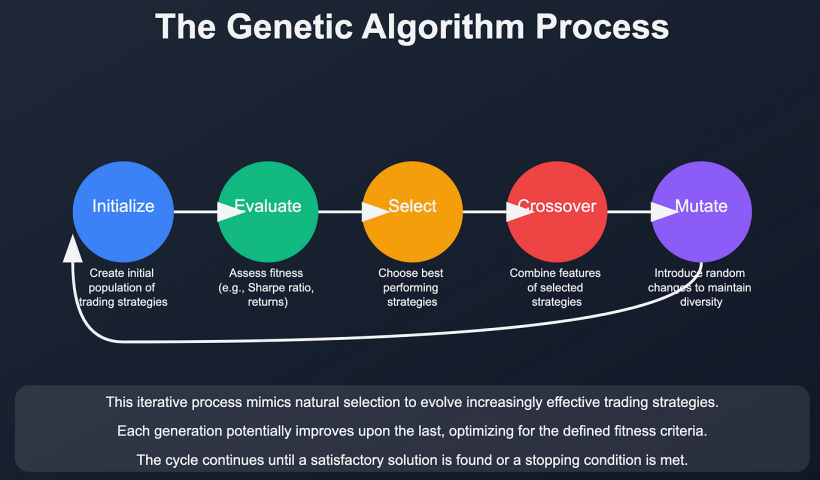 The Genetic Algorithm Process
Initialize
Evaluate
Select
Crossover
Mutate
Create initial
population of
trading strategies
Assess fitness
(e.g., Sharpe ratio,
returns)
Choose best
performing
strategies
Combine features
of selected
strategies
Introduce random
changes to maintain
diversity
This iterative process mimics natural selection to evolve increasingly effective trading strategies.
Each generation potentially improves upon the last, optimizing for the defined fitness criteria.
The cycle continues until a satisfactory solution is found or a stopping condition is met.